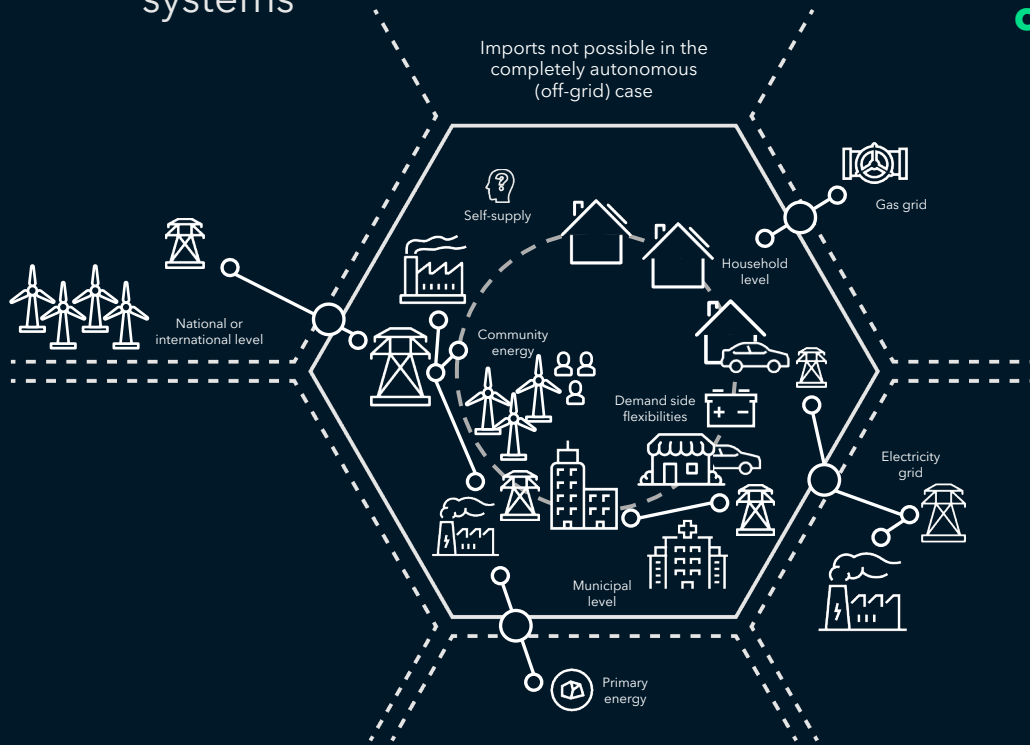 systems
Imports not possible in the
completely autonomous
(off-grid) case
Self-supply
Gas grid
Household
level
National or
international level
Community
energy
Demand side
flexibilities
Electricity
grid
Municipal
level
Primary
energy